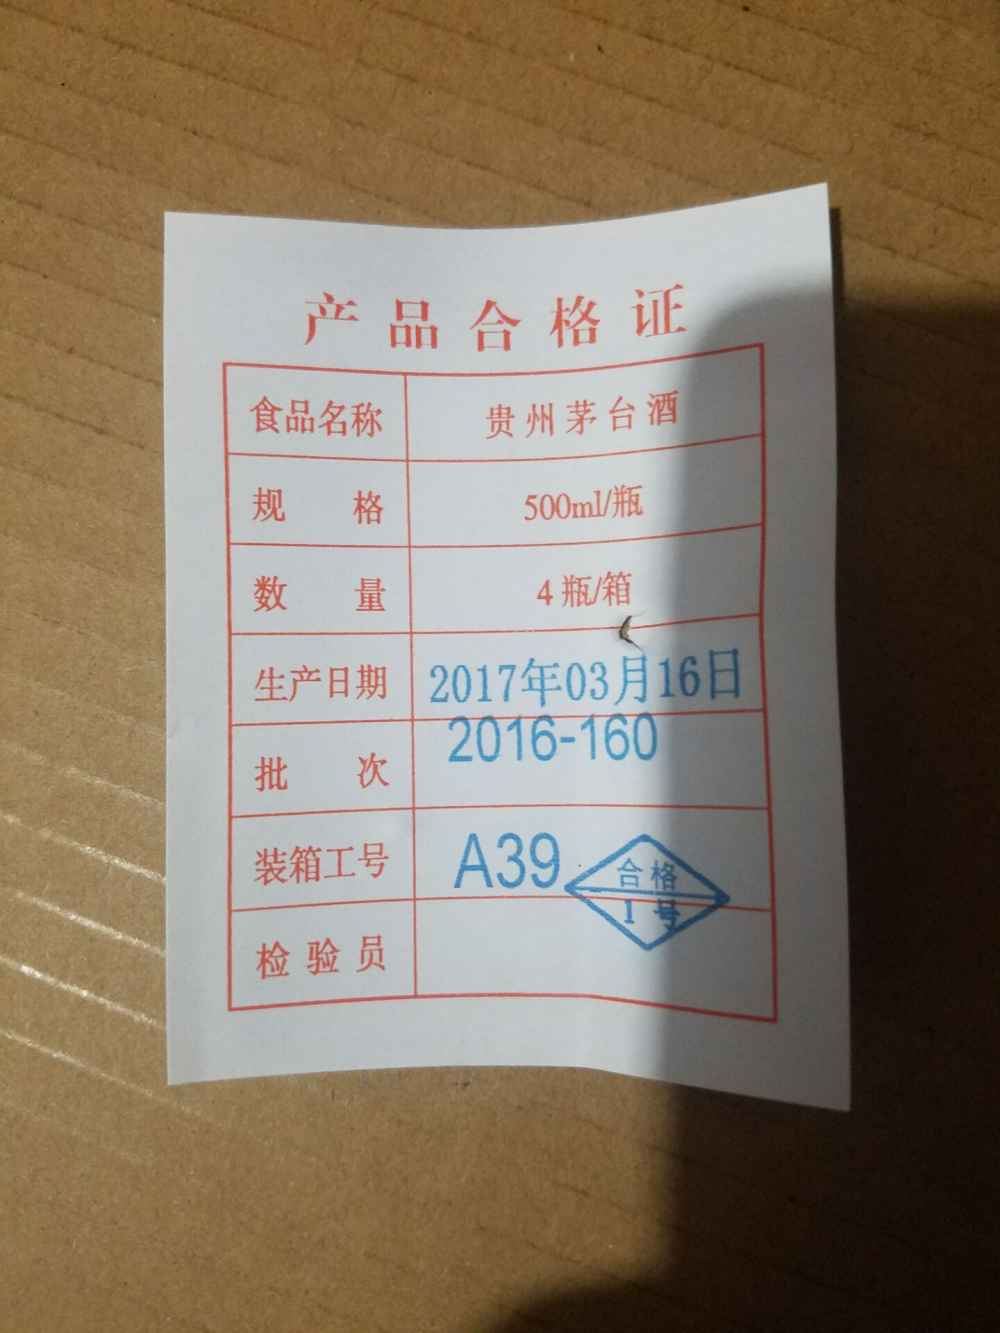 产品合格证
食品名称 贵州茅台酒
规格 500ml/瓶
数量 4瓶/箱
生产日期 2017年03月16日
批次 2016-160
装箱工号 A39
合格
1号
检验员